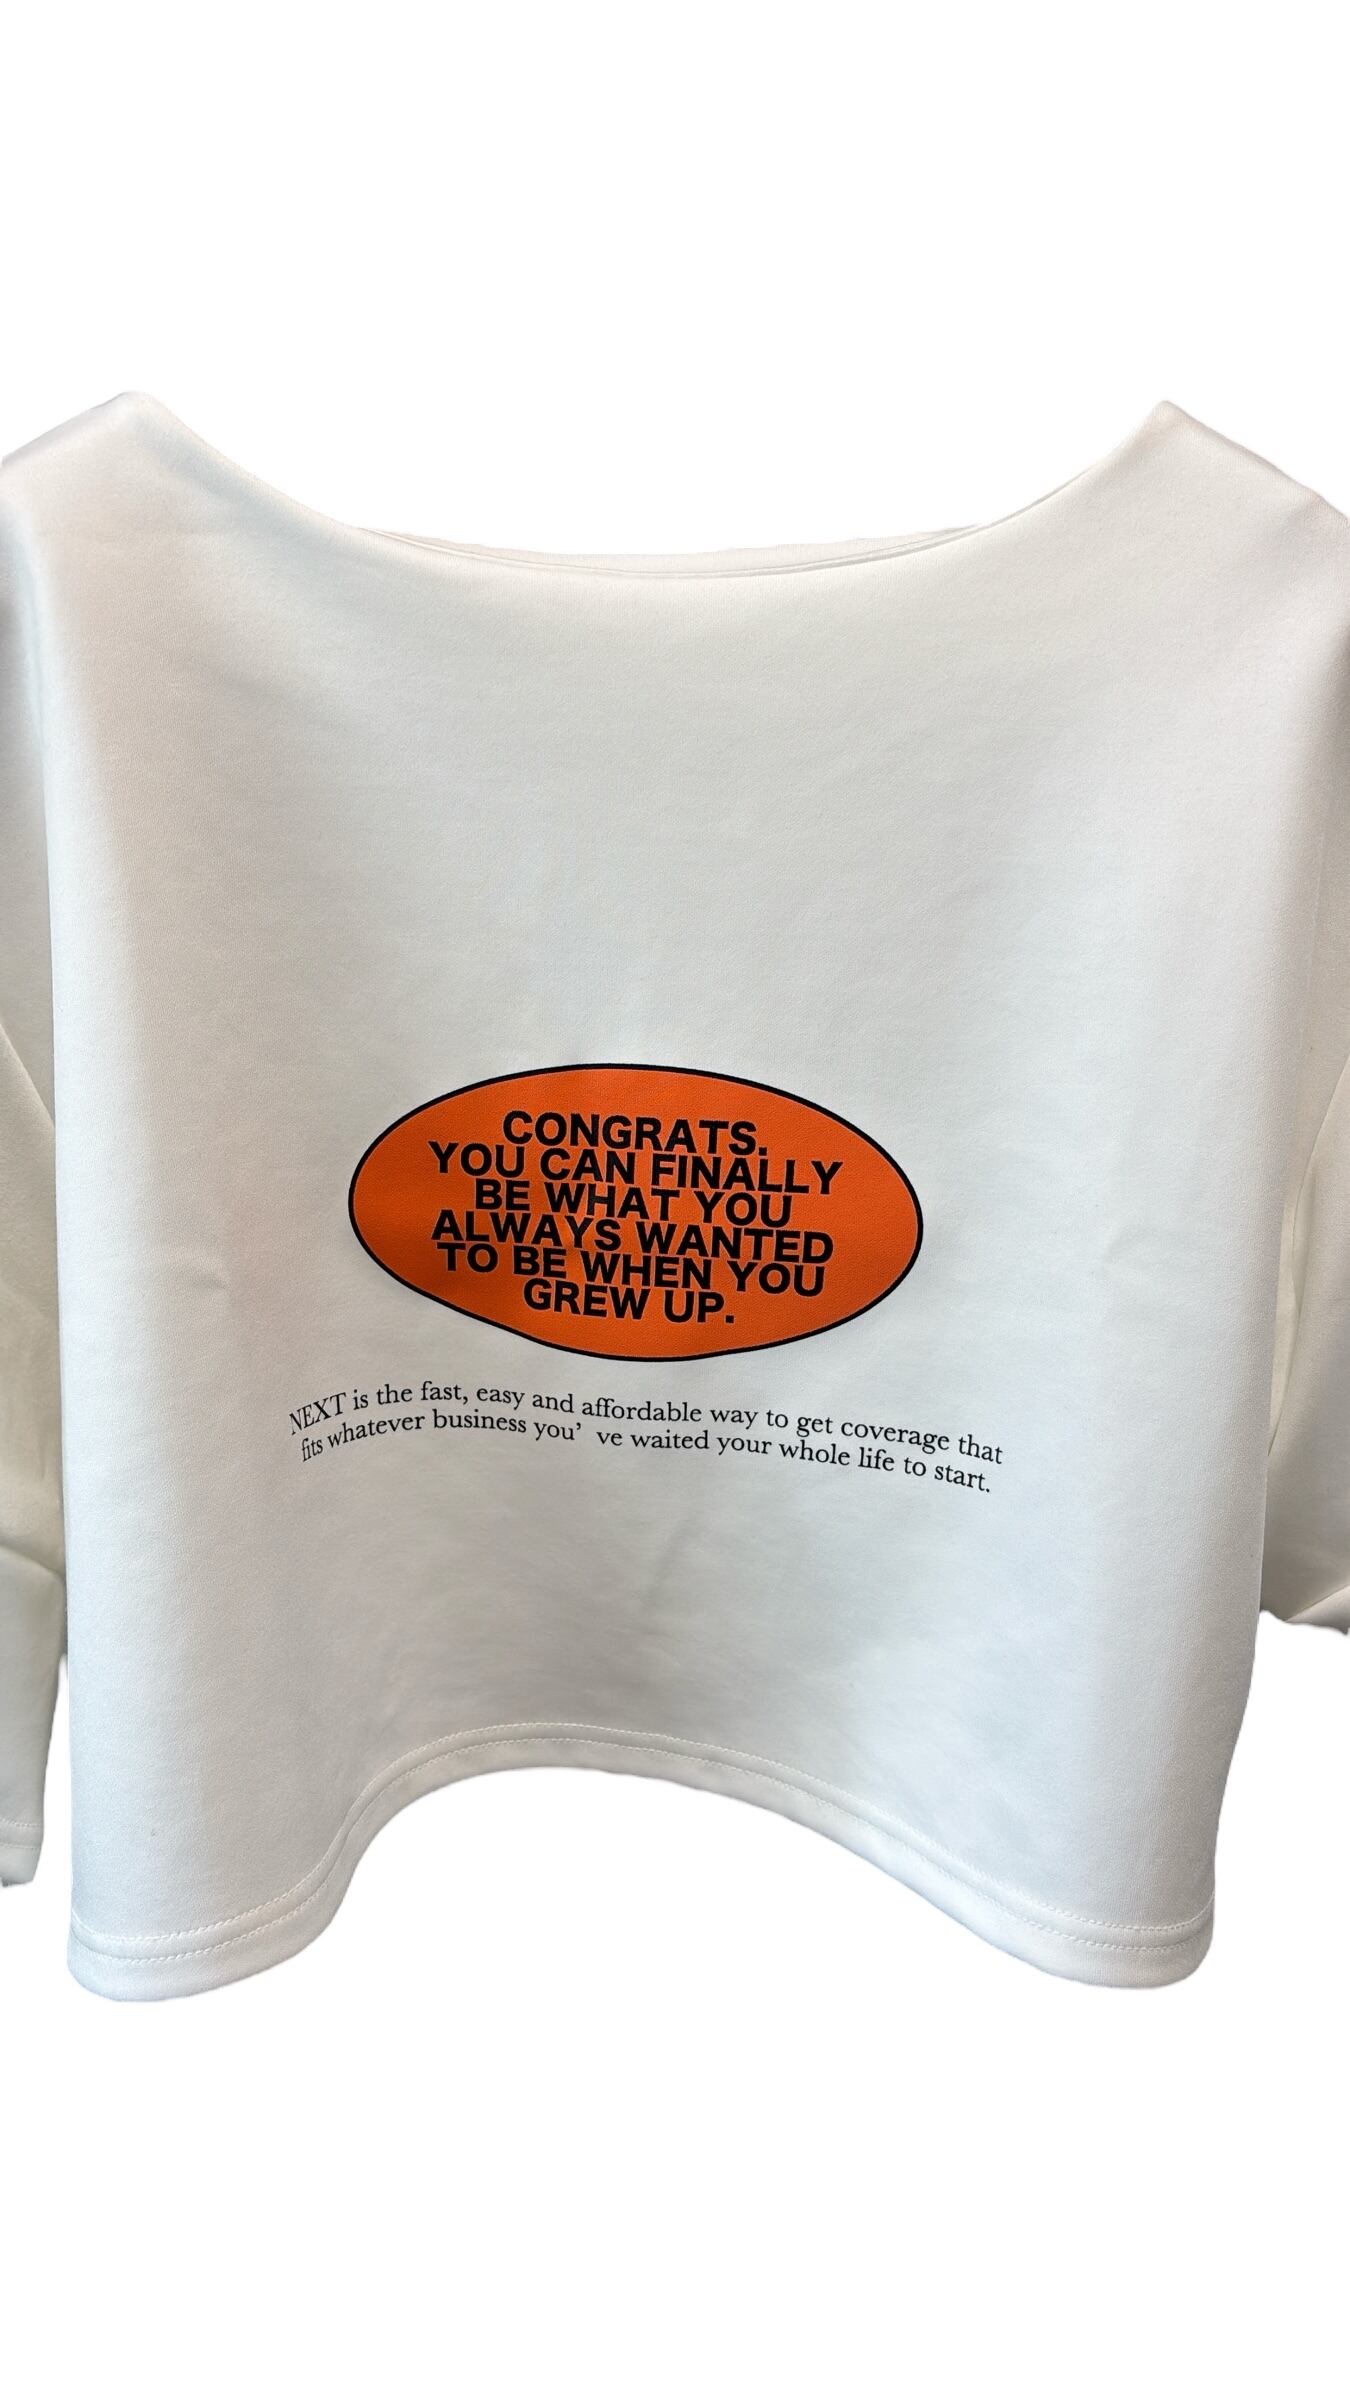 CONGRATS.
YOU CAN FINALLY
BE WHAT YOU
ALWAYS WANTED
TO BE WHEN YOU
GREW UP.
NEXT is the fast, easy and affordable way to get coverage that
fits whatever business you’ ve waited your whole life to start.